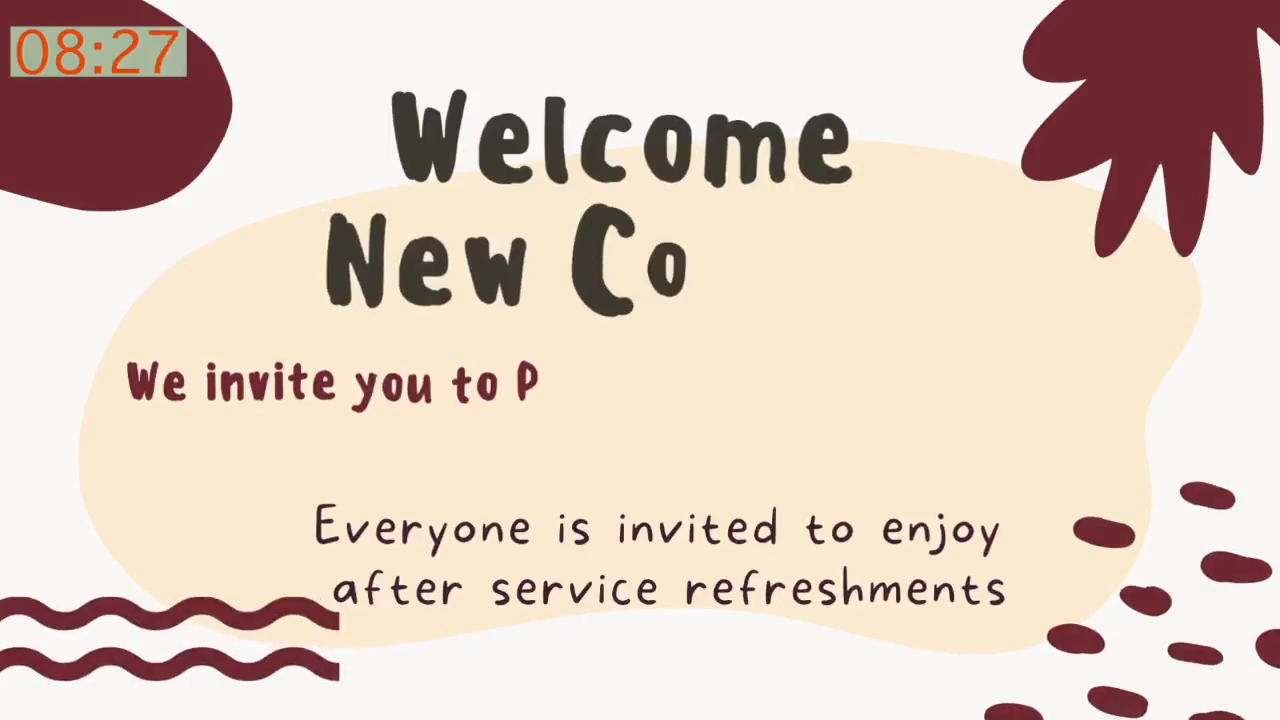 08:27
Welcome
New Co
We invite you to P
Everyone is invited to enjoy
after service refreshments